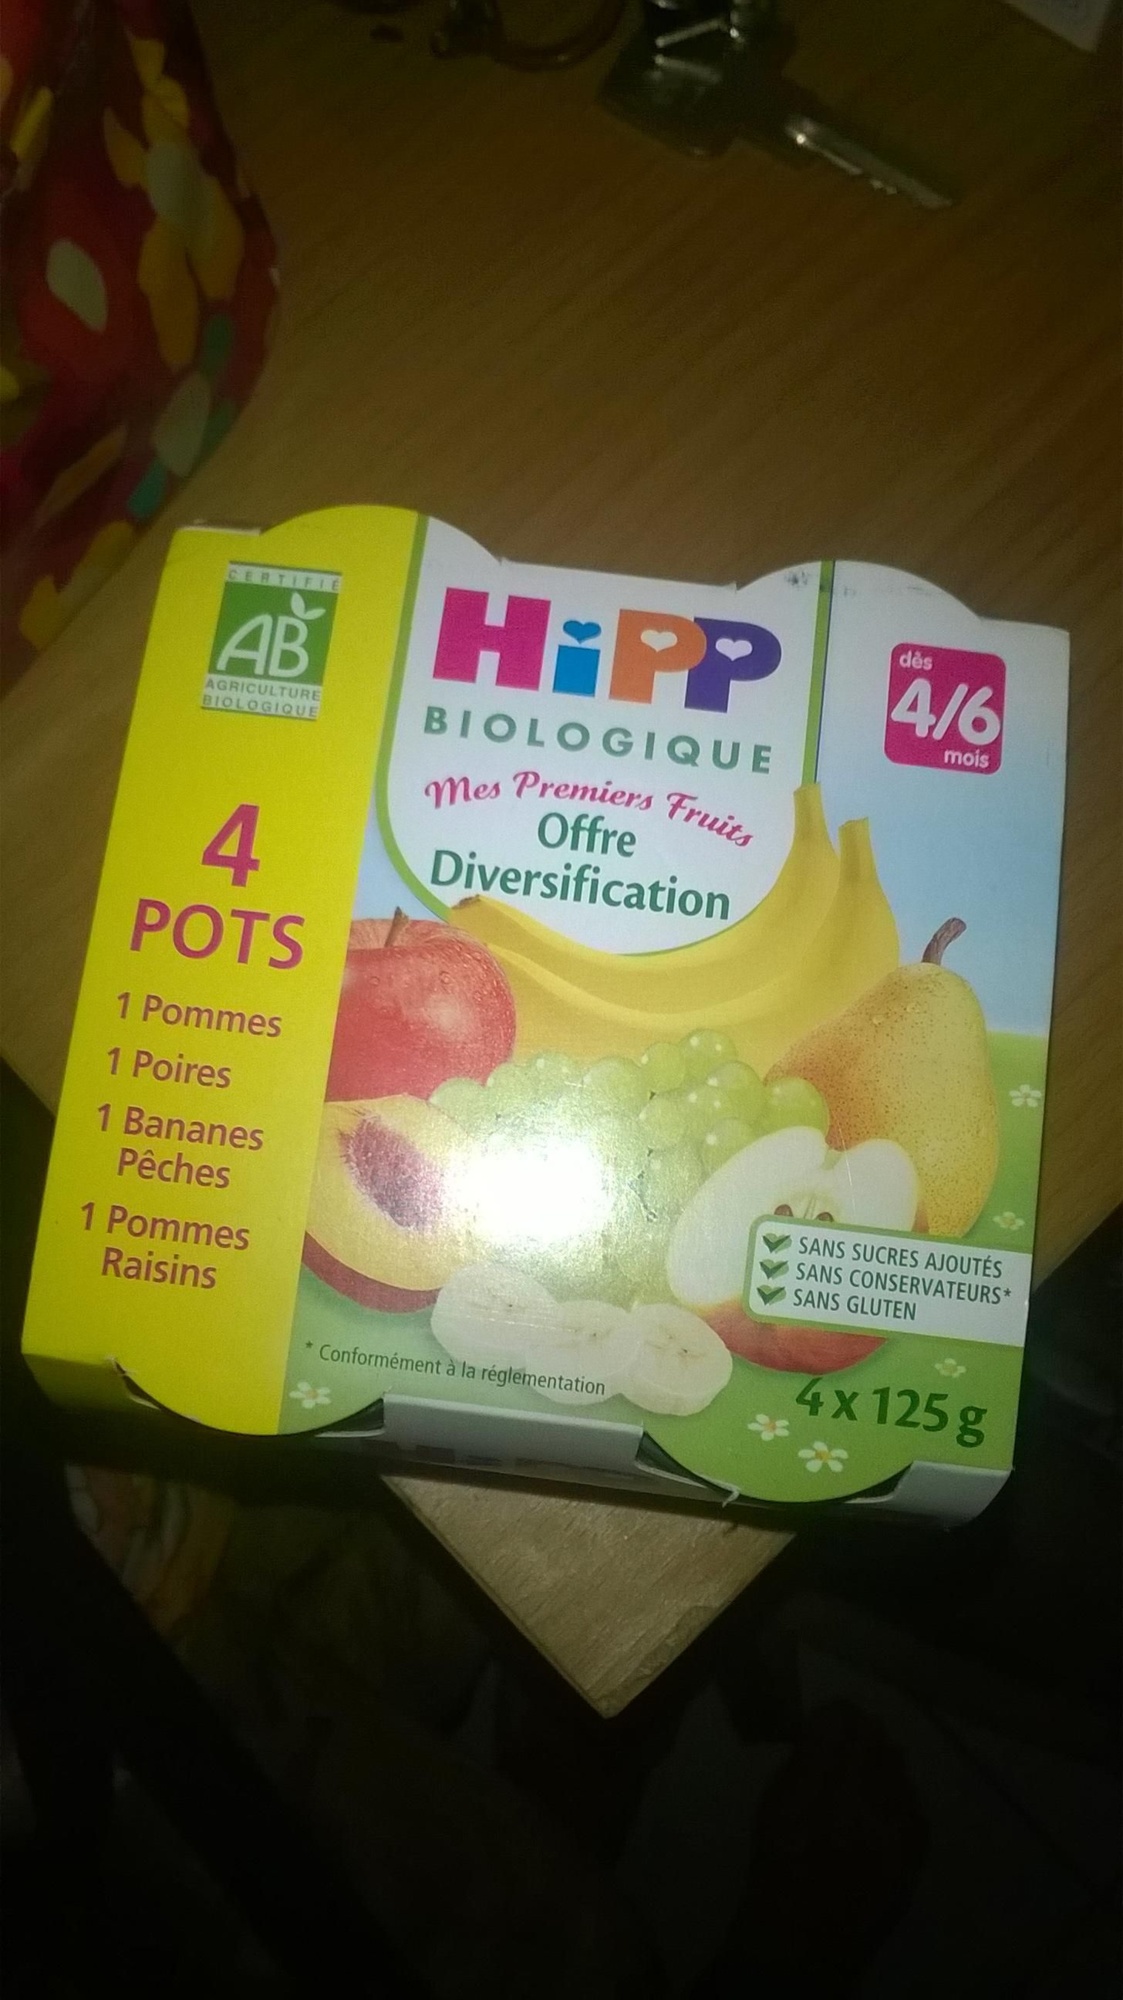 CERTIFIÉ
AB
AGRICULTURE
BIOLOGIQUE
4
POTS
1 Pommes
1 Poires
1 Bananes
Pêches
1 Pommes
Raisins
HiPP
BIOLOGIQUE
Mes Premiers Fruits
Offre
Diversification
dès
4/6
mois
SANS SUCRES AJOUTÉS
SANS CONSERVATEURS*
SANS GLUTEN
* Conformément à la réglementation
4 x 125 g